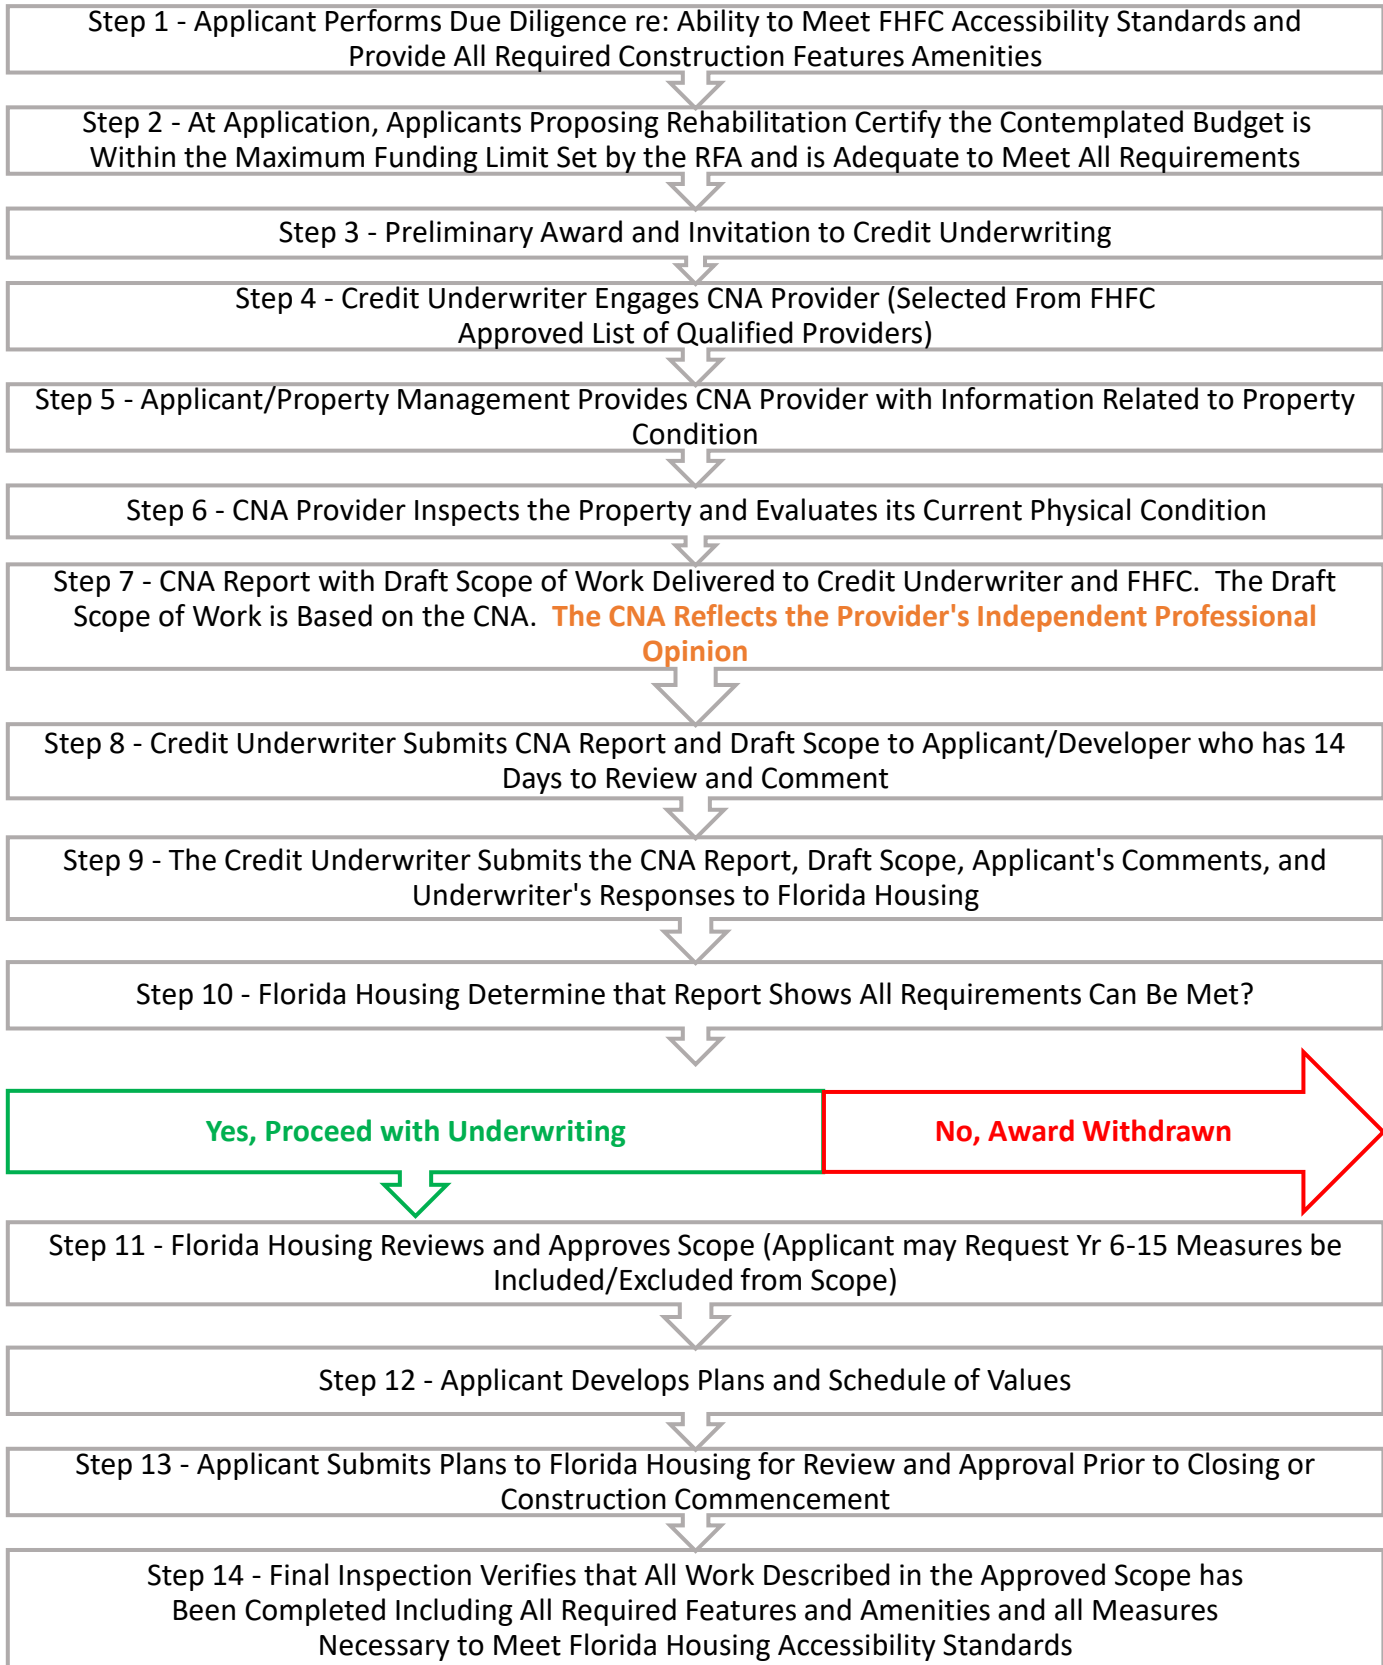 Step 1 - Applicant Performs Due Diligence re: Ability to Meet FHFC Accessibility Standards and
Provide All Required Construction Features Amenities
Step 2 - At Application, Applicants Proposing Rehabilitation Certify the Contemplated Budget is
Within the Maximum Funding Limit Set by the RFA and is Adequate to Meet All Requirements
Step 3 - Preliminary Award and Invitation to Credit Underwriting
Step 4 - Credit Underwriter Engages CNA Provider (Selected From FHFC
Approved List of Qualified Providers)
Step 5 - Applicant/Property Management Provides CNA Provider with Information Related to Property
Condition
Step 6 - CNA Provider Inspects the Property and Evaluates its Current Physical Condition
Step 7 - CNA Report with Draft Scope of Work Delivered to Credit Underwriter and FHFC.  The Draft
Scope of Work is Based on the CNA.  The CNA Reflects the Provider's Independent Professional
Opinion
Step 8 - Credit Underwriter Submits CNA Report and Draft Scope to Applicant/Developer who has 14
Days to Review and Comment
Step 9 - The Credit Underwriter Submits the CNA Report, Draft Scope, Applicant's Comments, and
Underwriter's Responses to Florida Housing
Step 10 - Florida Housing Determine that Report Shows All Requirements Can Be Met?
Yes, Proceed with Underwriting
No, Award Withdrawn
Step 11 - Florida Housing Reviews and Approves Scope (Applicant may Request Yr 6-15 Measures be
Included/Excluded from Scope)
Step 12 - Applicant Develops Plans and Schedule of Values
Step 13 - Applicant Submits Plans to Florida Housing for Review and Approval Prior to Closing or
Construction Commencement
Step 14 - Final Inspection Verifies that All Work Described in the Approved Scope has
Been Completed Including All Required Features and Amenities and all Measures
Necessary to Meet Florida Housing Accessibility Standards